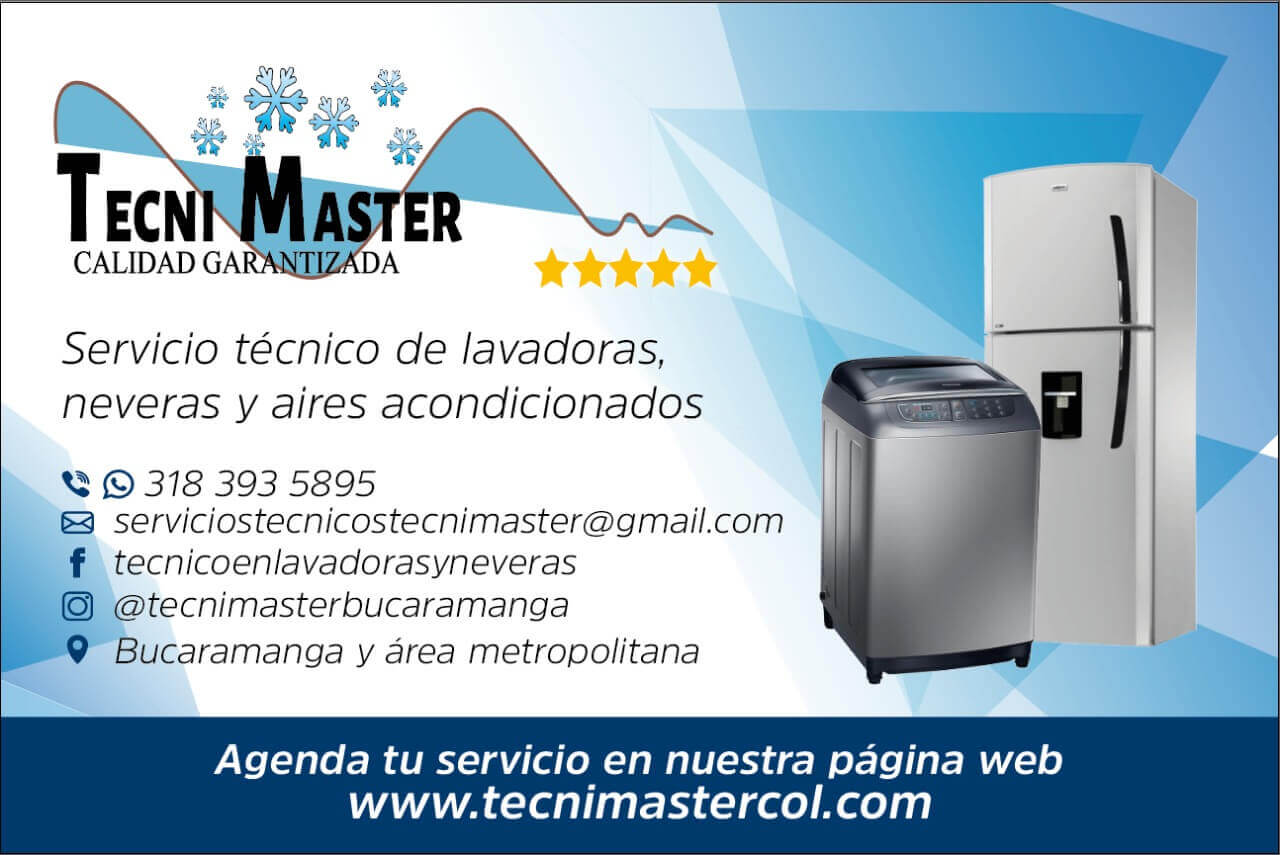 TECNI MASTER
CALIDAD GARANTIZADA
Servicio técnico de lavadoras,
neveras y aires acondicionados
318 393 5895
serviciostecnicostecnimaster@gmail.com
tecnicoenlavadorasyneveras
@tecnimasterbucaramanga
Bucaramanga y área metropolitana
Agenda tu servicio en nuestra página web
www.tecnimastercol.com